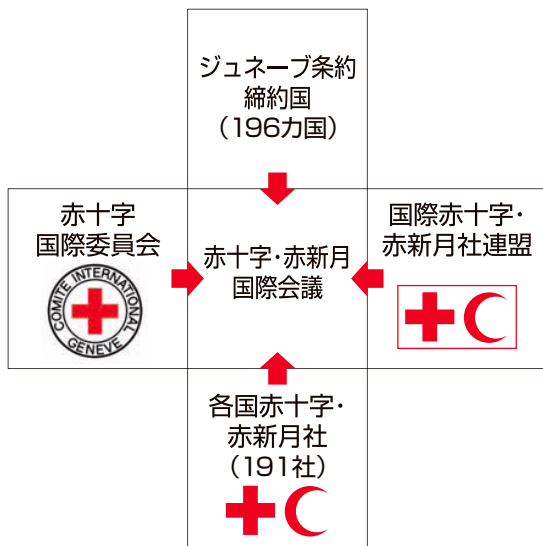 ジュネーブ条約
締約国
（196カ国）
赤十字
国際委員会
COMITE INTERNATIONAL
GENEVE
赤十字・赤新月
国際会議
国際赤十字・
赤新月社連盟
各国赤十字・
赤新月社
（191社）